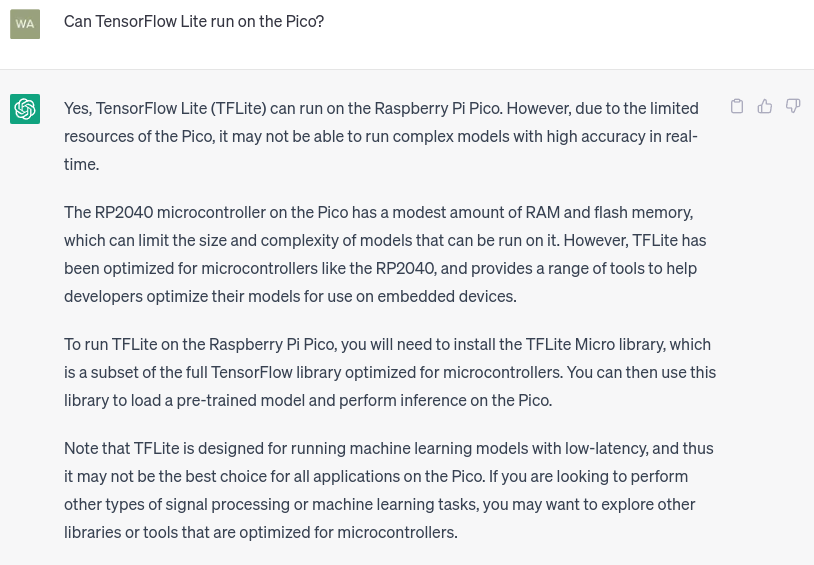 WA
Can TensorFlow Lite run on the Pico?
Yes, TensorFlow Lite (TFLite) can run on the Raspberry Pi Pico. However, due to the limited
resources of the Pico, it may not be able to run complex models with high accuracy in real-
time.
The RP2040 microcontroller on the Pico has a modest amount of RAM and flash memory,
which can limit the size and complexity of models that can be run on it. However, TFLite has
been optimized for microcontrollers like the RP2040, and provides a range of tools to help
developers optimize their models for use on embedded devices.
To run TFLite on the Raspberry Pi Pico, you will need to install the TFLite Micro library, which
is a subset of the full TensorFlow library optimized for microcontrollers. You can then use this
library to load a pre-trained model and perform inference on the Pico.
Note that TFLite is designed for running machine learning models with low-latency, and thus
it may not be the best choice for all applications on the Pico. If you are looking to perform
other types of signal processing or machine learning tasks, you may want to explore other
libraries or tools that are optimized for microcontrollers.